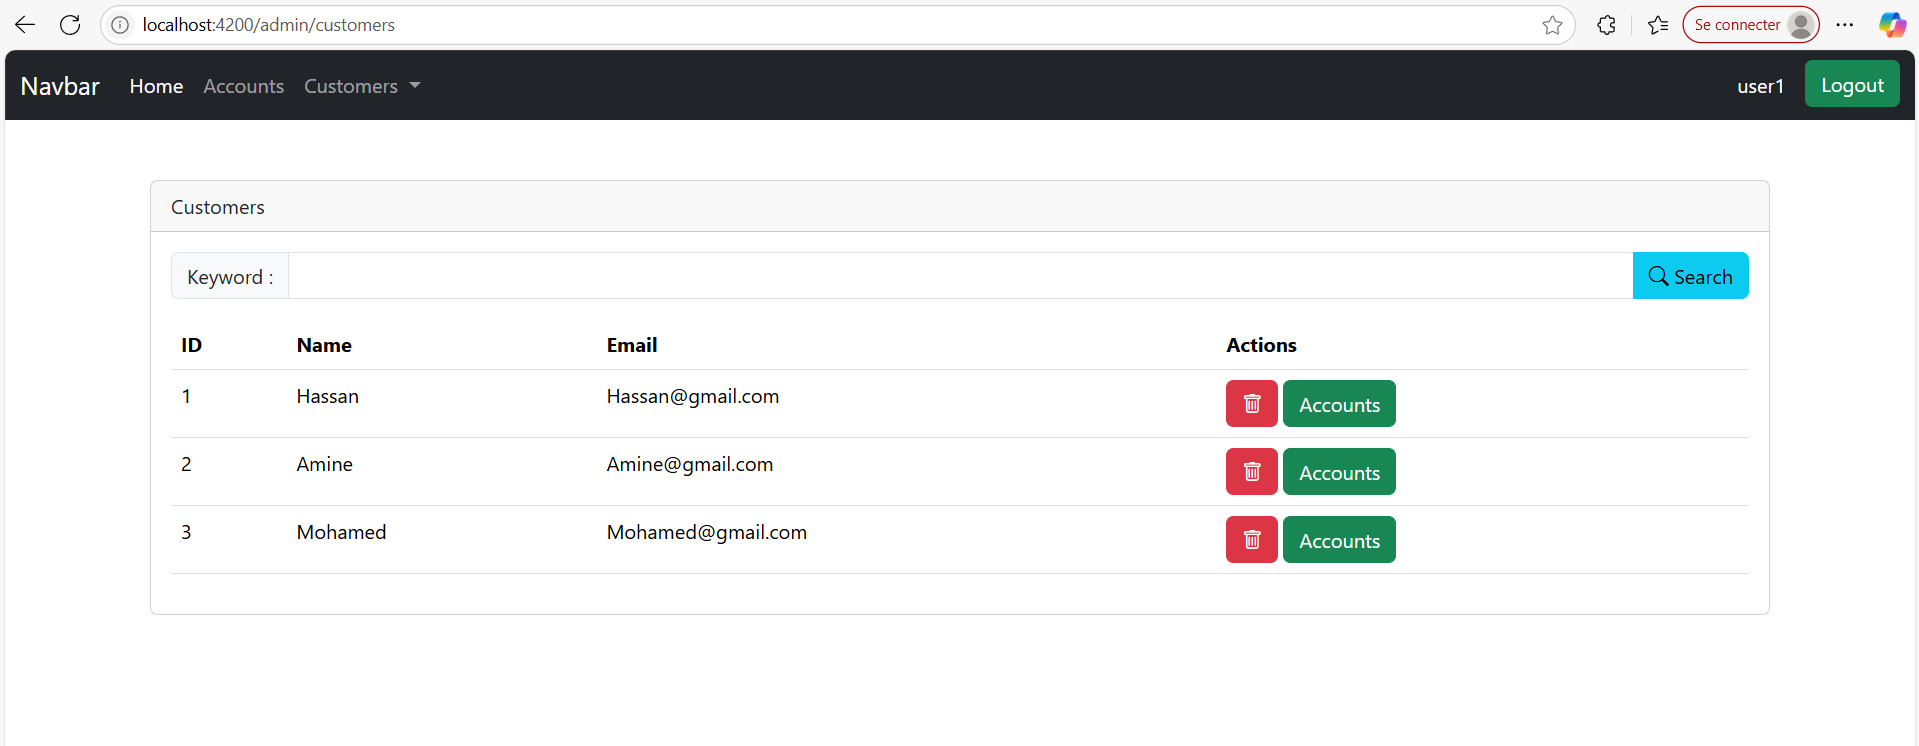 localhost:4200/admin/customers
Se connecter
Navbar Home Accounts Customers user1 Logout
Customers
Keyword : Search
ID Name Email Actions
1 Hassan Hassan@gmail.com Accounts
2 Amine Amine@gmail.com Accounts
3 Mohamed Mohamed@gmail.com Accounts